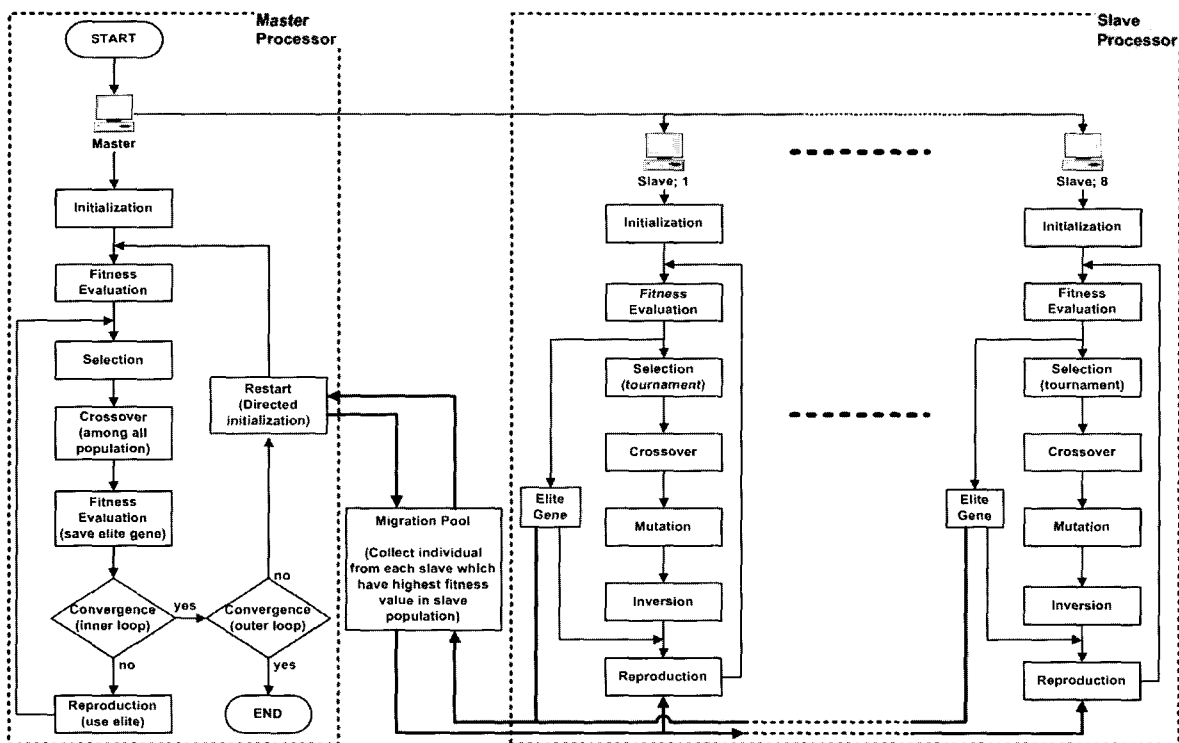 Master
Processor
START
Master
Initialization
Fitness
Evaluation
Selection
Crossover
(among all
population)
Fitness
Evaluation
(save elite gene)
Convergence
(inner loop)
yes
no
Reproduction
(use elite)
Restart
(Directed
initialization)
no
Convergence
(outer loop)
yes
END
Migration Pool
(Collect individual
from each slave which
have highest fitness
value in slave
population)
Slave
Processor
Slave; 1
Initialization
Fitness
Evaluation
Selection
(tournament)
Crossover
Elite
Gene
Mutation
Inversion
Reproduction
Slave; 8
Initialization
Fitness
Evaluation
Selection
(tournament)
Crossover
Elite
Gene
Mutation
Inversion
Reproduction